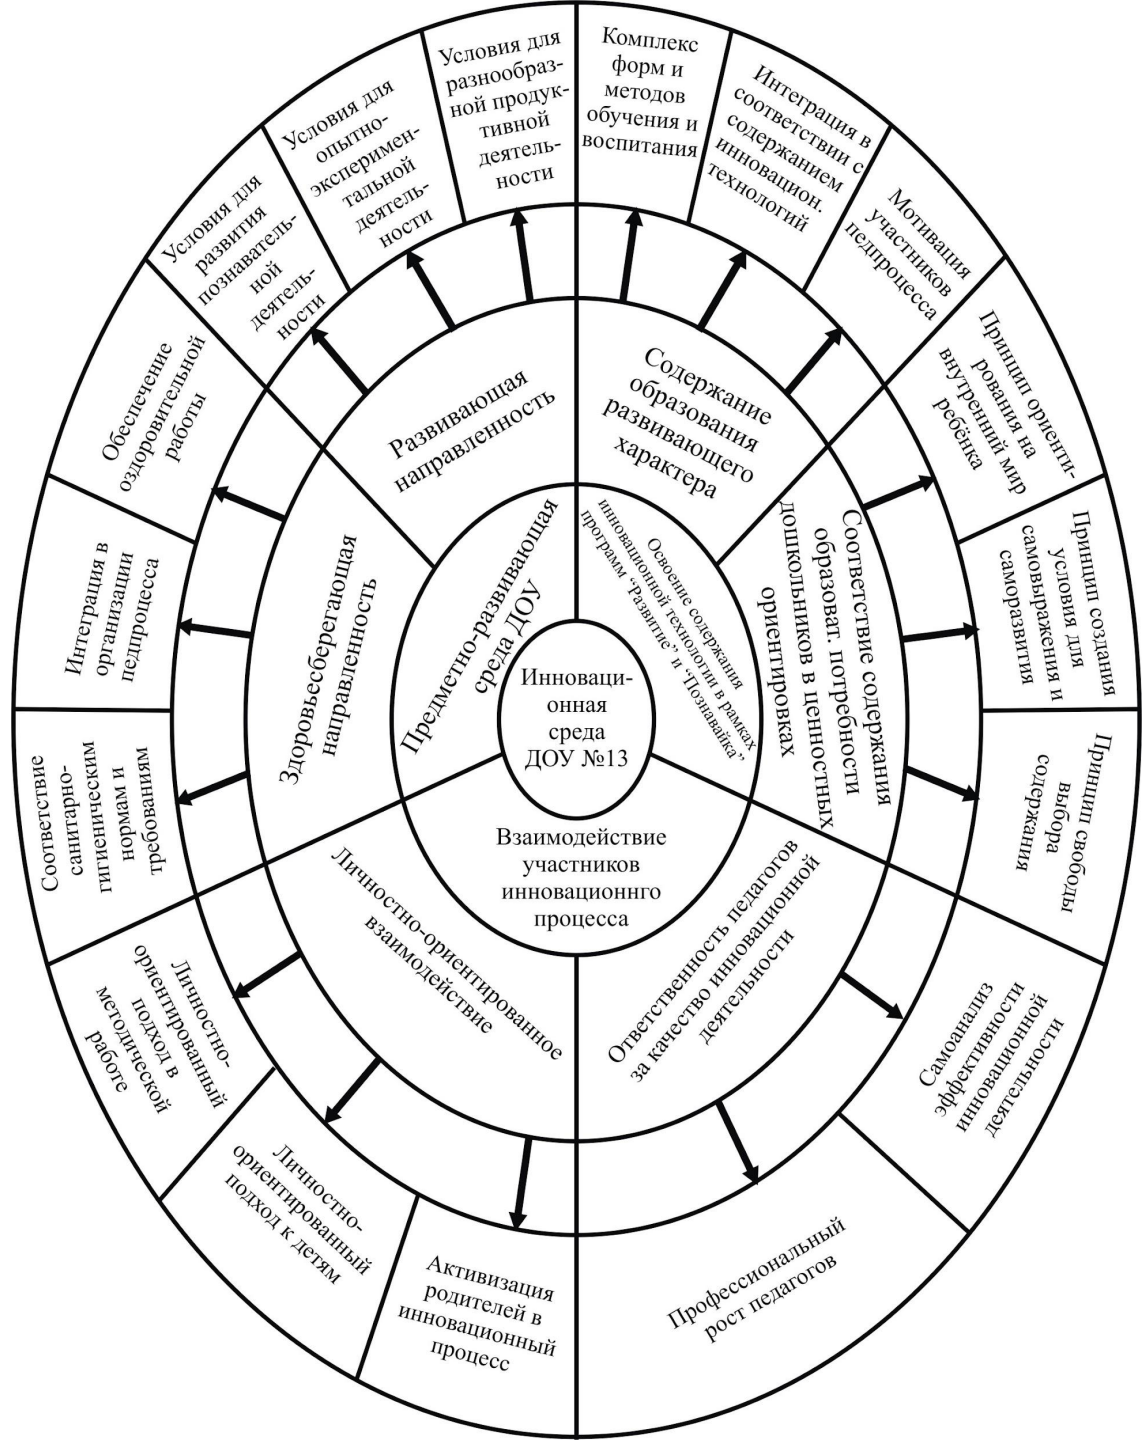 Инноваци-
онная
среда
ДОУ №13
Предметно-развивающая
среда ДОУ
Освоение содержания
инновационной технологии в рамках
программ “Развитие” и “Познавайка”
Взаимодействие
участников
инновационнго
процесса
Развивающая
направленность
Содержание
образования
развивающего
характера
Соответствие содержания
образоват. потребности
дошкольников в ценностных
ориентировках
Ответственность педагогов
за качество инновационной
деятельности
Личностно-ориентированное
взаимодействие
Здоровьесберегающая
направленность
Комплекс
форм и
методов
обучения и
воспитания
Интеграция в
соответствии с
содержанием
инновацион.
технологий
Мотивация
участников
педпроцесса
Принцип ориенти-
рования на
внутренний мир
ребёнка
Принцип создания
условия для
самовыражения и
саморазвития
Принцип свободы
выбора
содержания
Самоанализ
эффективности
инновационной
деятельности
Профессиональный
рост педагогов
Активизация
родителей в
инновационный
процесс
Личностно-
ориентированный
подход к детям
Личностно-
ориентированный
подход в
методической
работе
Соответствие
санитарно-
гигиеническим
нормам и
требованиям
Интеграция в
организации
педпроцесса
Обеспечение
оздоровительной
работы
Условия для
развития
познаватель-
ной
деятель-
ности
Условия для
опытно-
эксперимен-
тальной
деятель-
ности
Условия для
разнообраз-
ной продук-
тивной
деятель-
ности